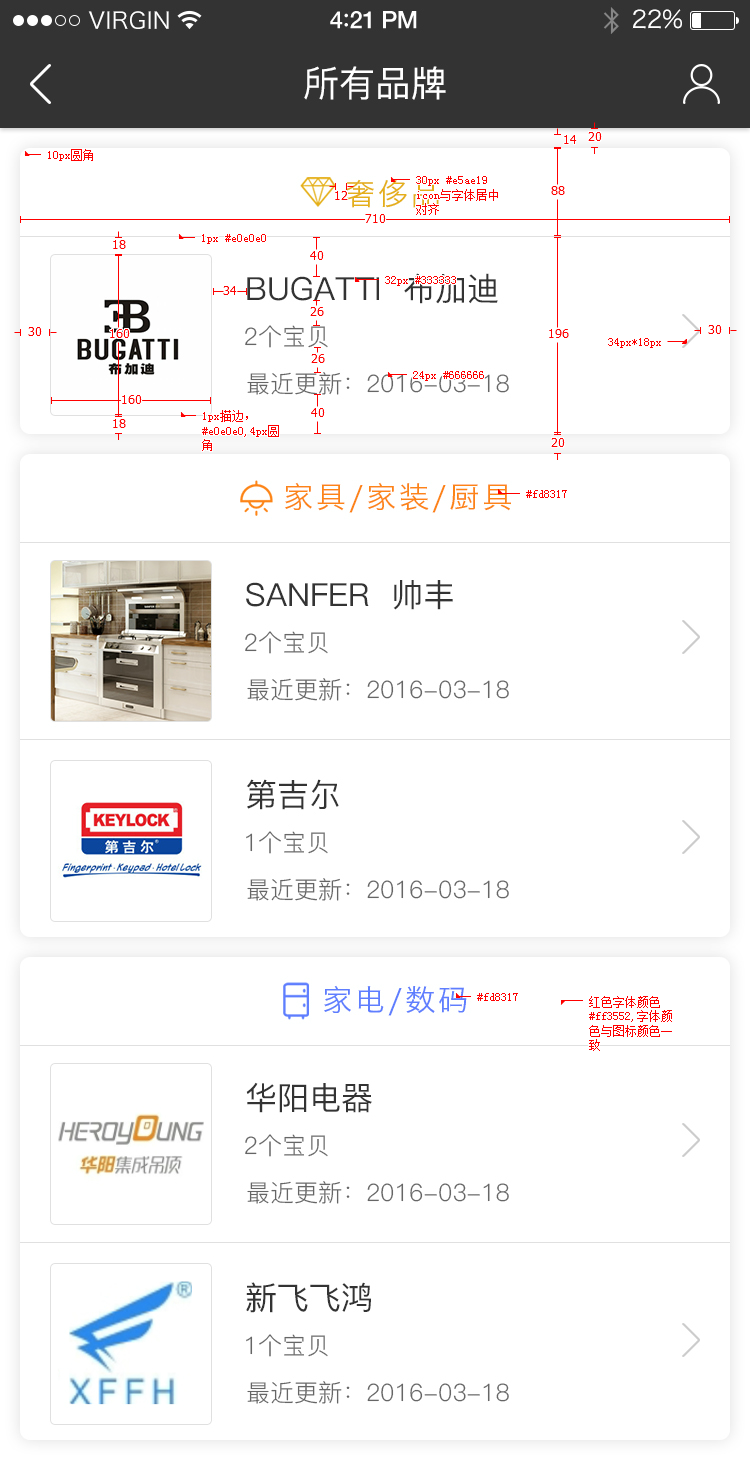 VIRGIN 4:21 PM 22%
所有品牌
14 20
10px圆角
30px #e5ae19
icon与字体居中
对齐
12
奢侈品
88
710
1px #e0e0e0
18
40
34
32px #333333
BUGATTI 布加迪
26
30
160
BUGATTI
布加迪
2个宝贝
196
34px*18px
30
26
24px #666666
最近更新：2016-03-18
160
40
18
1px描边，
#e0e0e0,4px圆
角
20
家具/家装/厨具
#fd8317
SANFER 帅丰
2个宝贝
最近更新：2016-03-18
第吉尔
KEYLOCK
第吉尔®
Fingerprint·Keypad·Hotel Lock
1个宝贝
最近更新：2016-03-18
家电/数码
#fd8317
红色字体颜色
#ff3552,字体颜
色与图标颜色一
致
华阳电器
HEROYOUNG
华阳集成吊顶
2个宝贝
最近更新：2016-03-18
新飞飞鸿
®
XFFH
1个宝贝
最近更新：2016-03-18